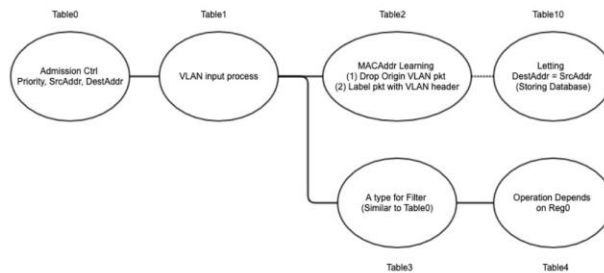 Table0
Table1
Table2
Table10
Admission Ctrl
Priority, SrcAddr, DestAddr
VLAN input process
MACAddr Learning
(1) Drop Origin VLAN pkt
(2) Label pkt with VLAN header
Letting
DestAddr = SrcAddr
(Storing Database)
A type for Filter
(Similar to Table0)
Operation Depends
on Reg0
Table3
Table4